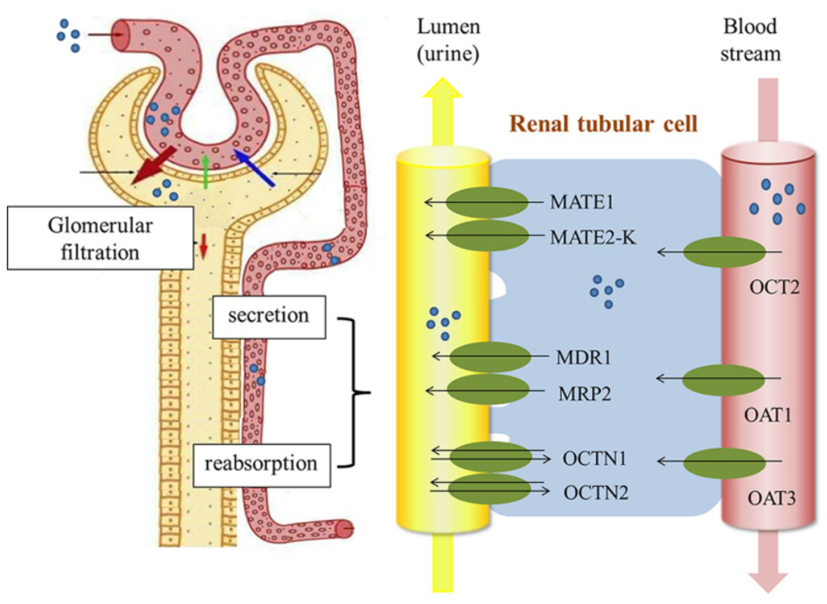 Lumen
(urine)
Blood
stream
Renal tubular cell
Glomerular
filtration
secretion
reabsorption
MATE1
MATE2-K
OCT2
MDR1
MRP2
OAT1
OCTN1
OCTN2
OAT3